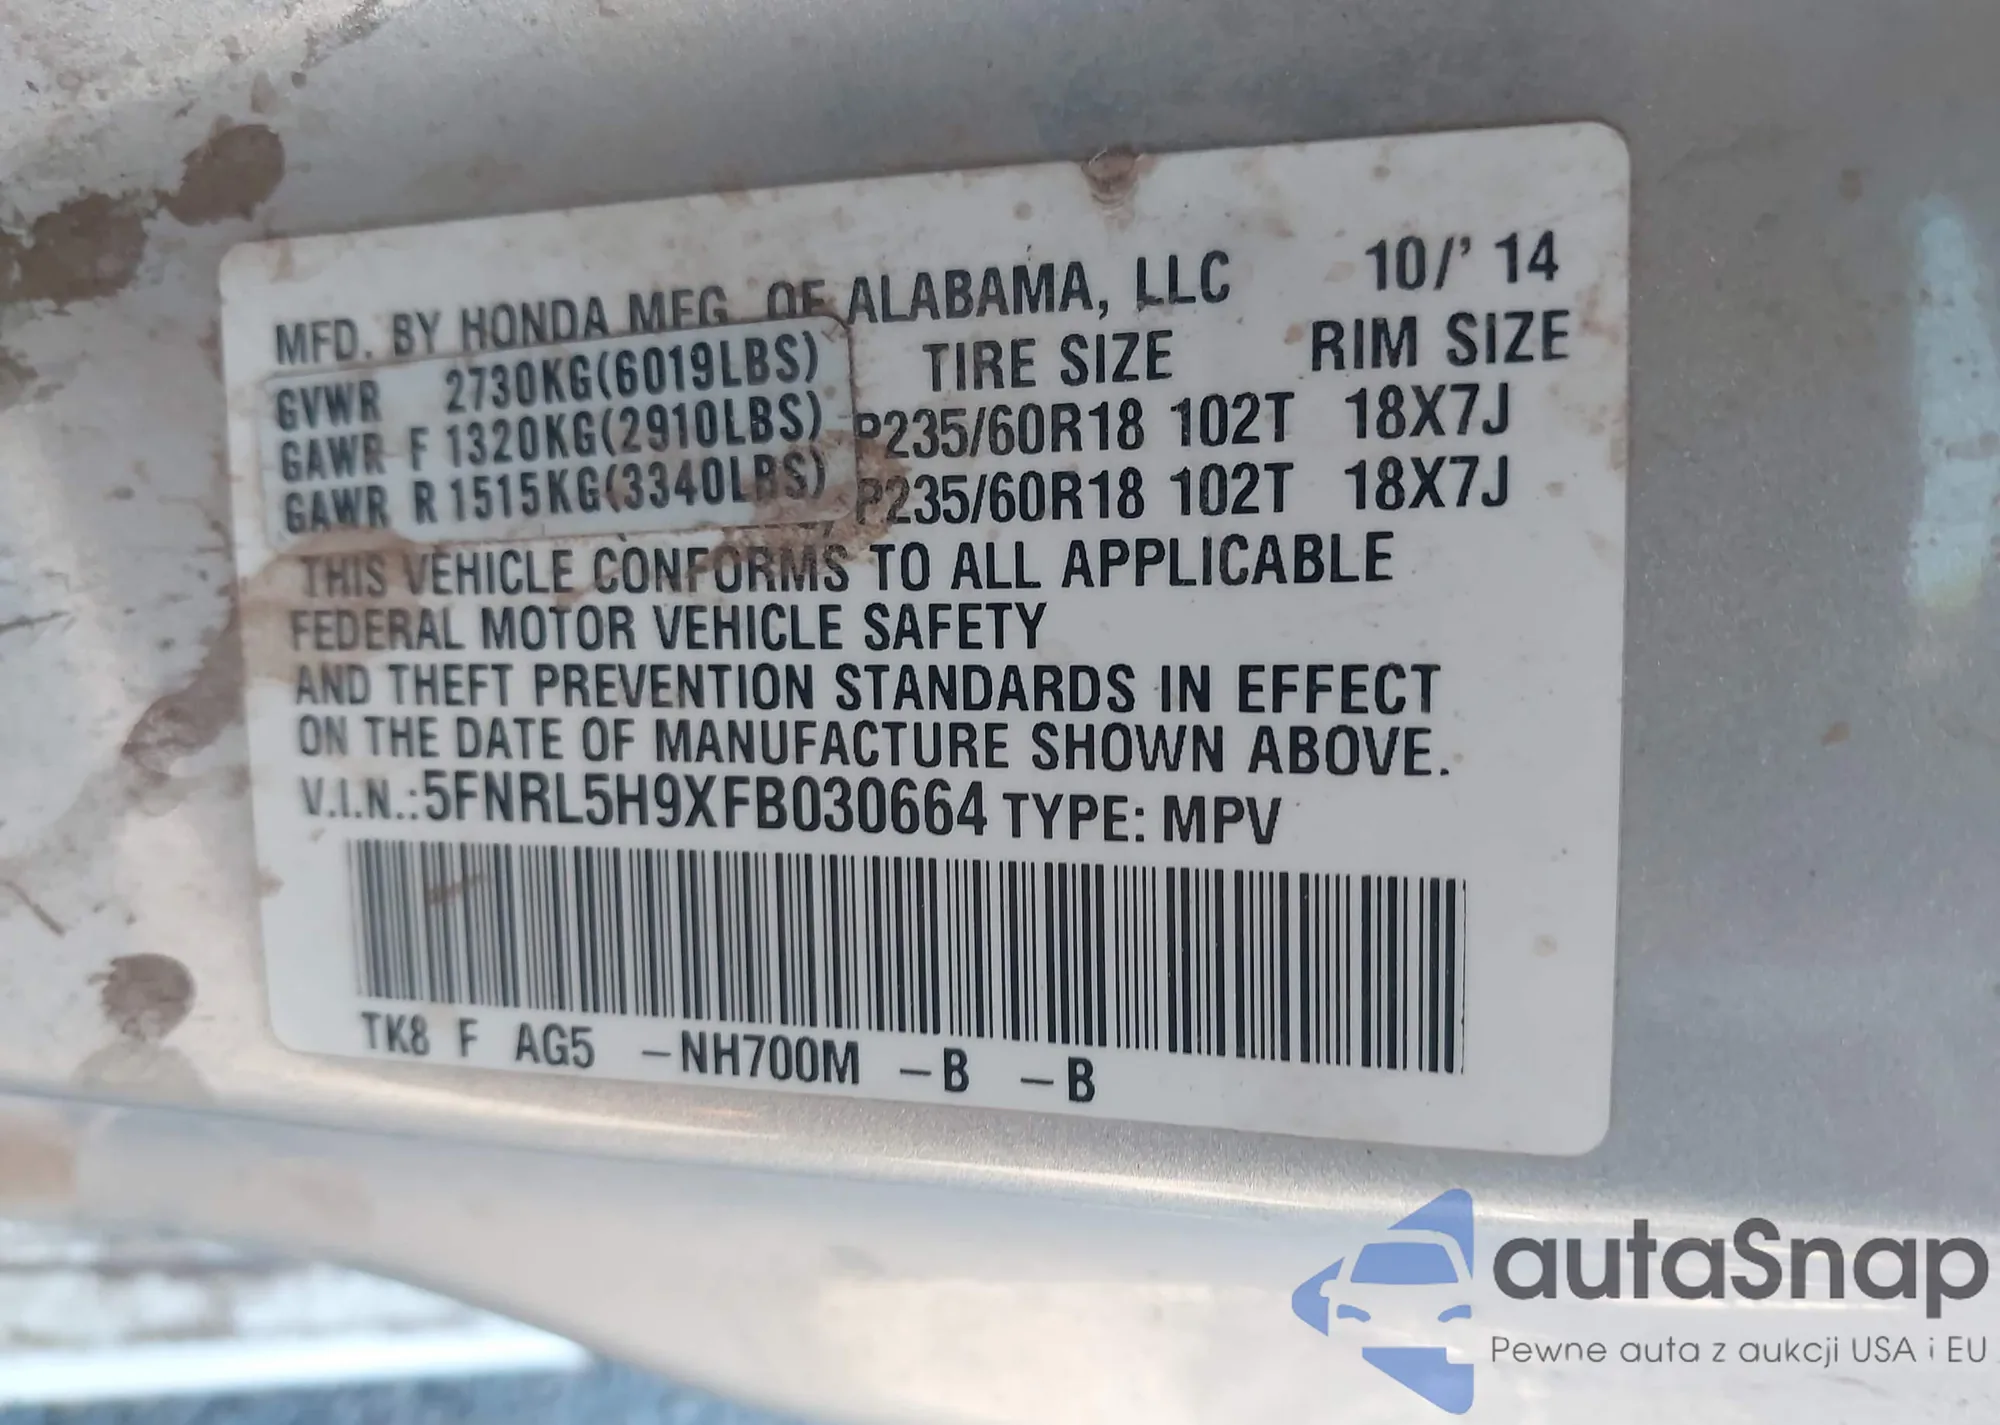 MFD. BY HONDA MFG. OF ALABAMA, LLC 10/'14
TIRE SIZE RIM SIZE
GVWR 2730KG(6019LBS)
GAWR F 1320KG(2910LBS) P235/60R18 102T 18X7J
GAWR R 1515KG(3340LBS) P235/60R18 102T 18X7J
THIS VEHICLE CONFORMS TO ALL APPLICABLE
FEDERAL MOTOR VEHICLE SAFETY
AND THEFT PREVENTION STANDARDS IN EFFECT
ON THE DATE OF MANUFACTURE SHOWN ABOVE.
V.I.N.:5FNRL5H9XFB030664 TYPE: MPV
TK8 F AG5 -NH700M -B -B
autaSnap
Pewne auta z aukcji USA i EU